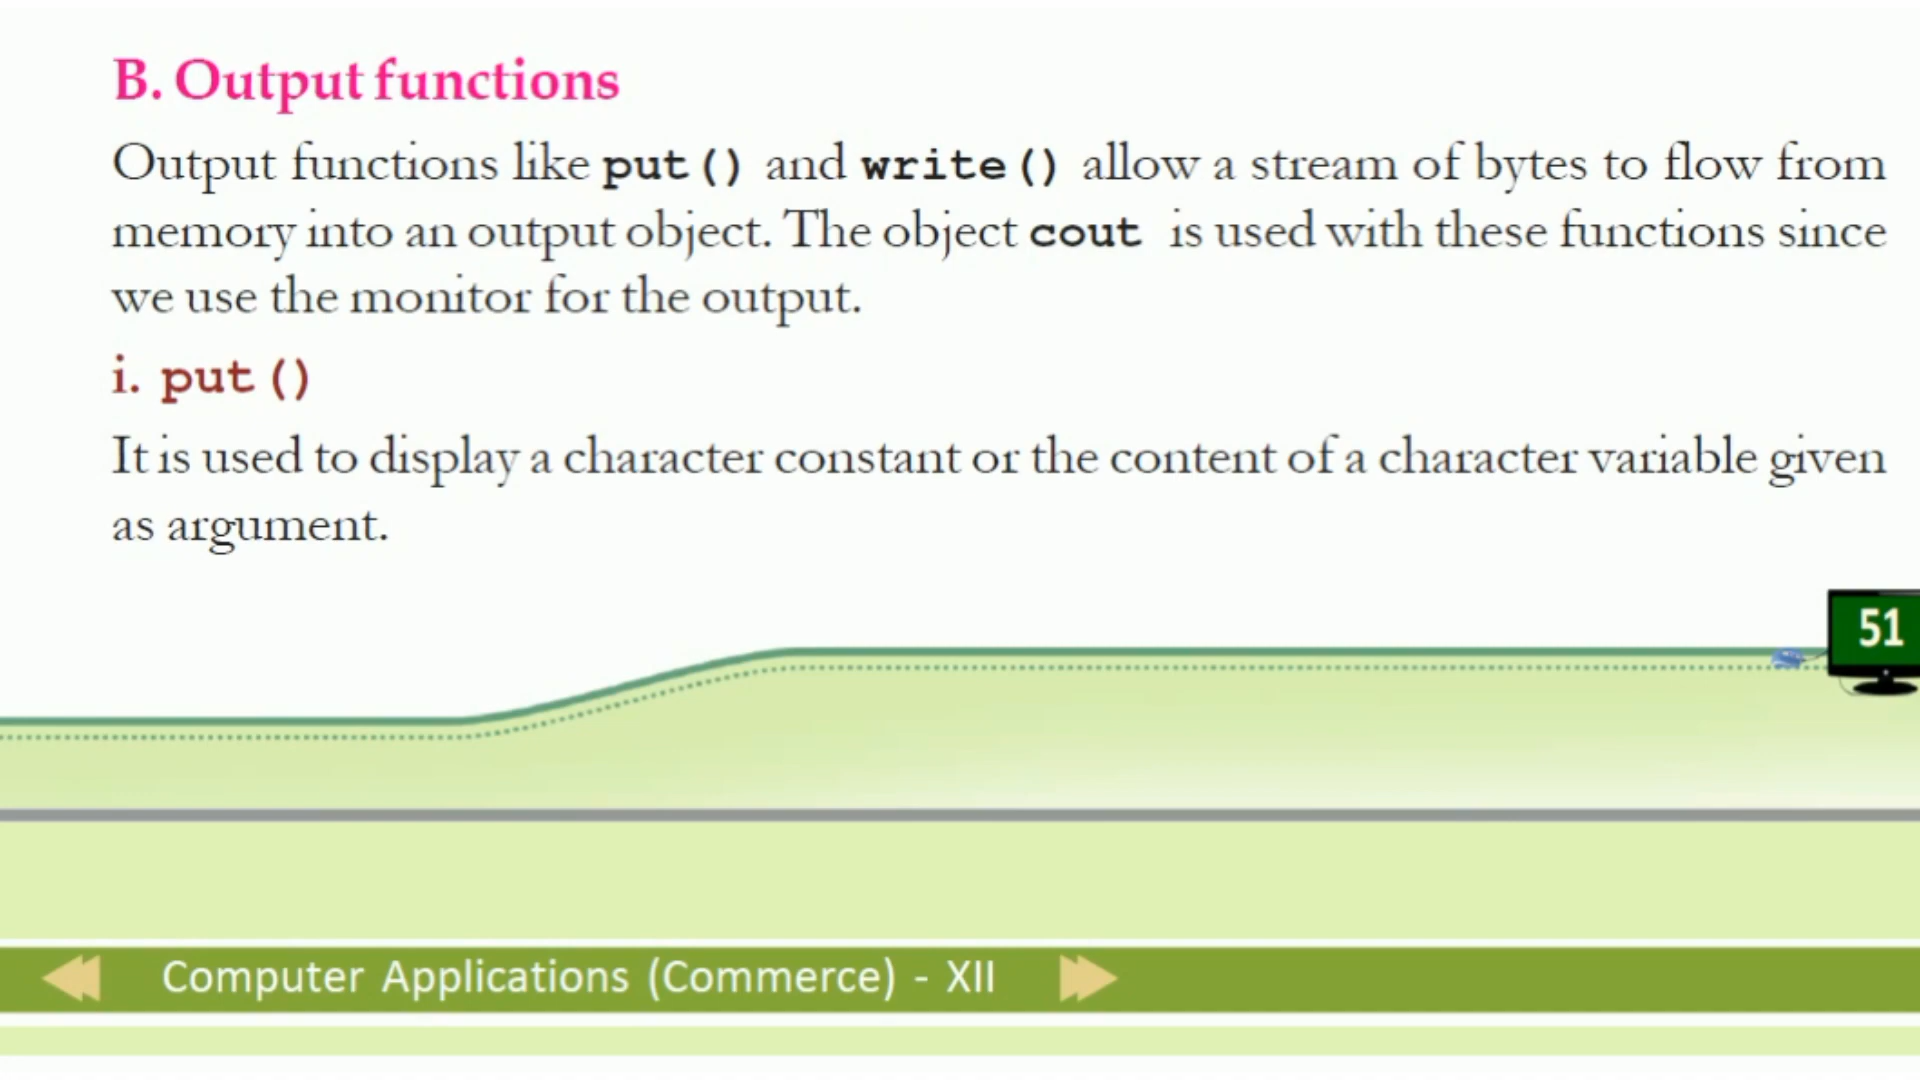 B. Output functions
Output functions like put() and write() allow a stream of bytes to flow from
memory into an output object. The object cout is used with these functions since
we use the monitor for the output.
i. put()
It is used to display a character constant or the content of a character variable given
as argument.
51
Computer Applications (Commerce) - XII